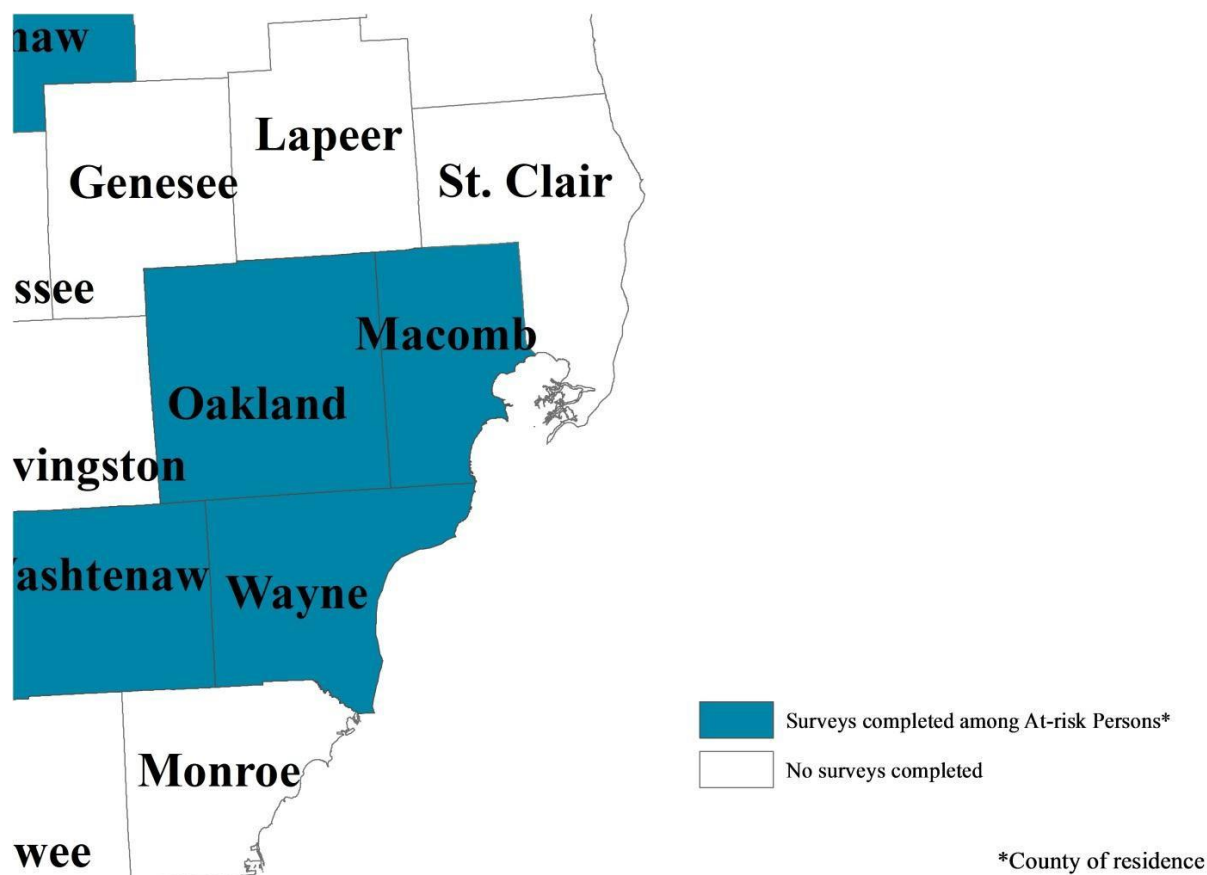 naw
Lapeer
Genesee
St. Clair
ssee
Macomb
Oakland
vingston
ashtenaw
Wayne
Surveys completed among At-risk Persons*
No surveys completed
Monroe
wee
*County of residence